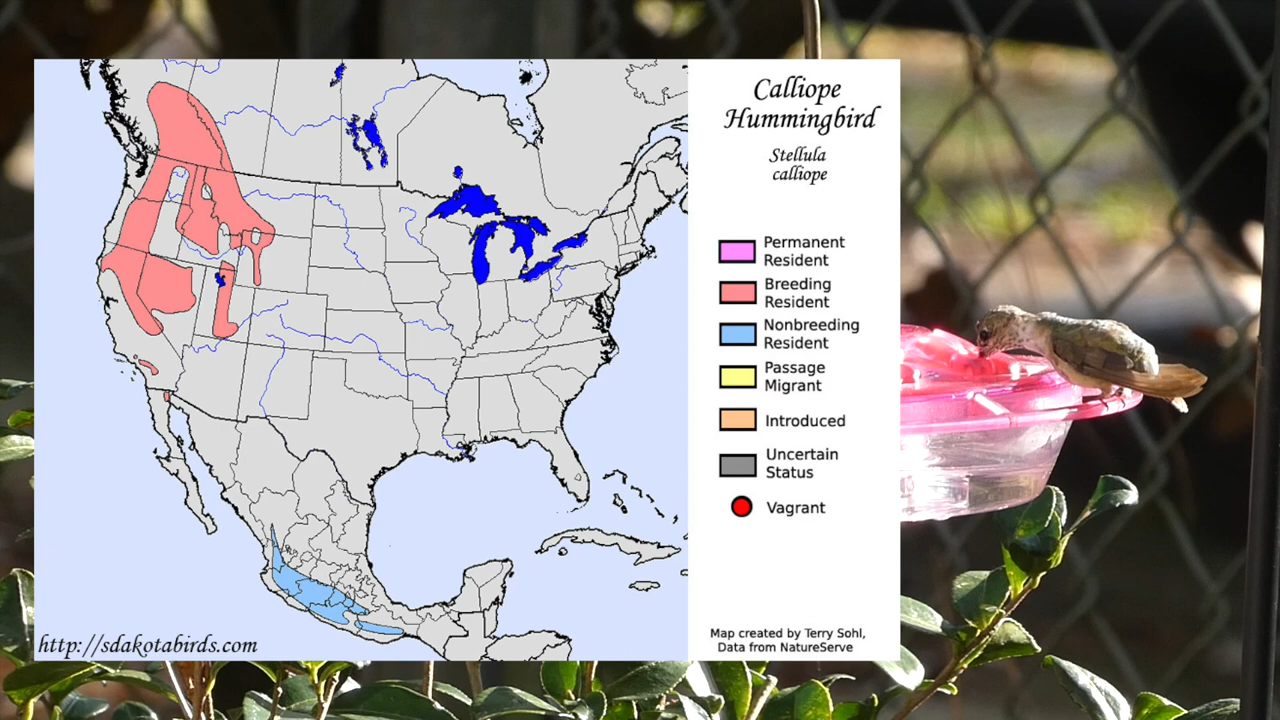 Calliope
Hummingbird
Stellula
calliope
Permanent
Resident
Breeding
Resident
Nonbreeding
Resident
Passage
Migrant
Introduced
Uncertain
Status
Vagrant
Map created by Terry Sohl,
Data from NatureServe
http://sdakotabirds.com